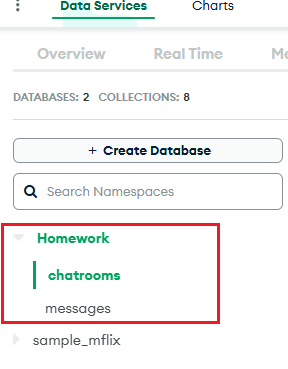 Data Services Charts
Overview Real Time Me
DATABASES: 2 COLLECTIONS: 8
+ Create Database
Search Namespaces
Homework
chatrooms
messages
sample_mflix